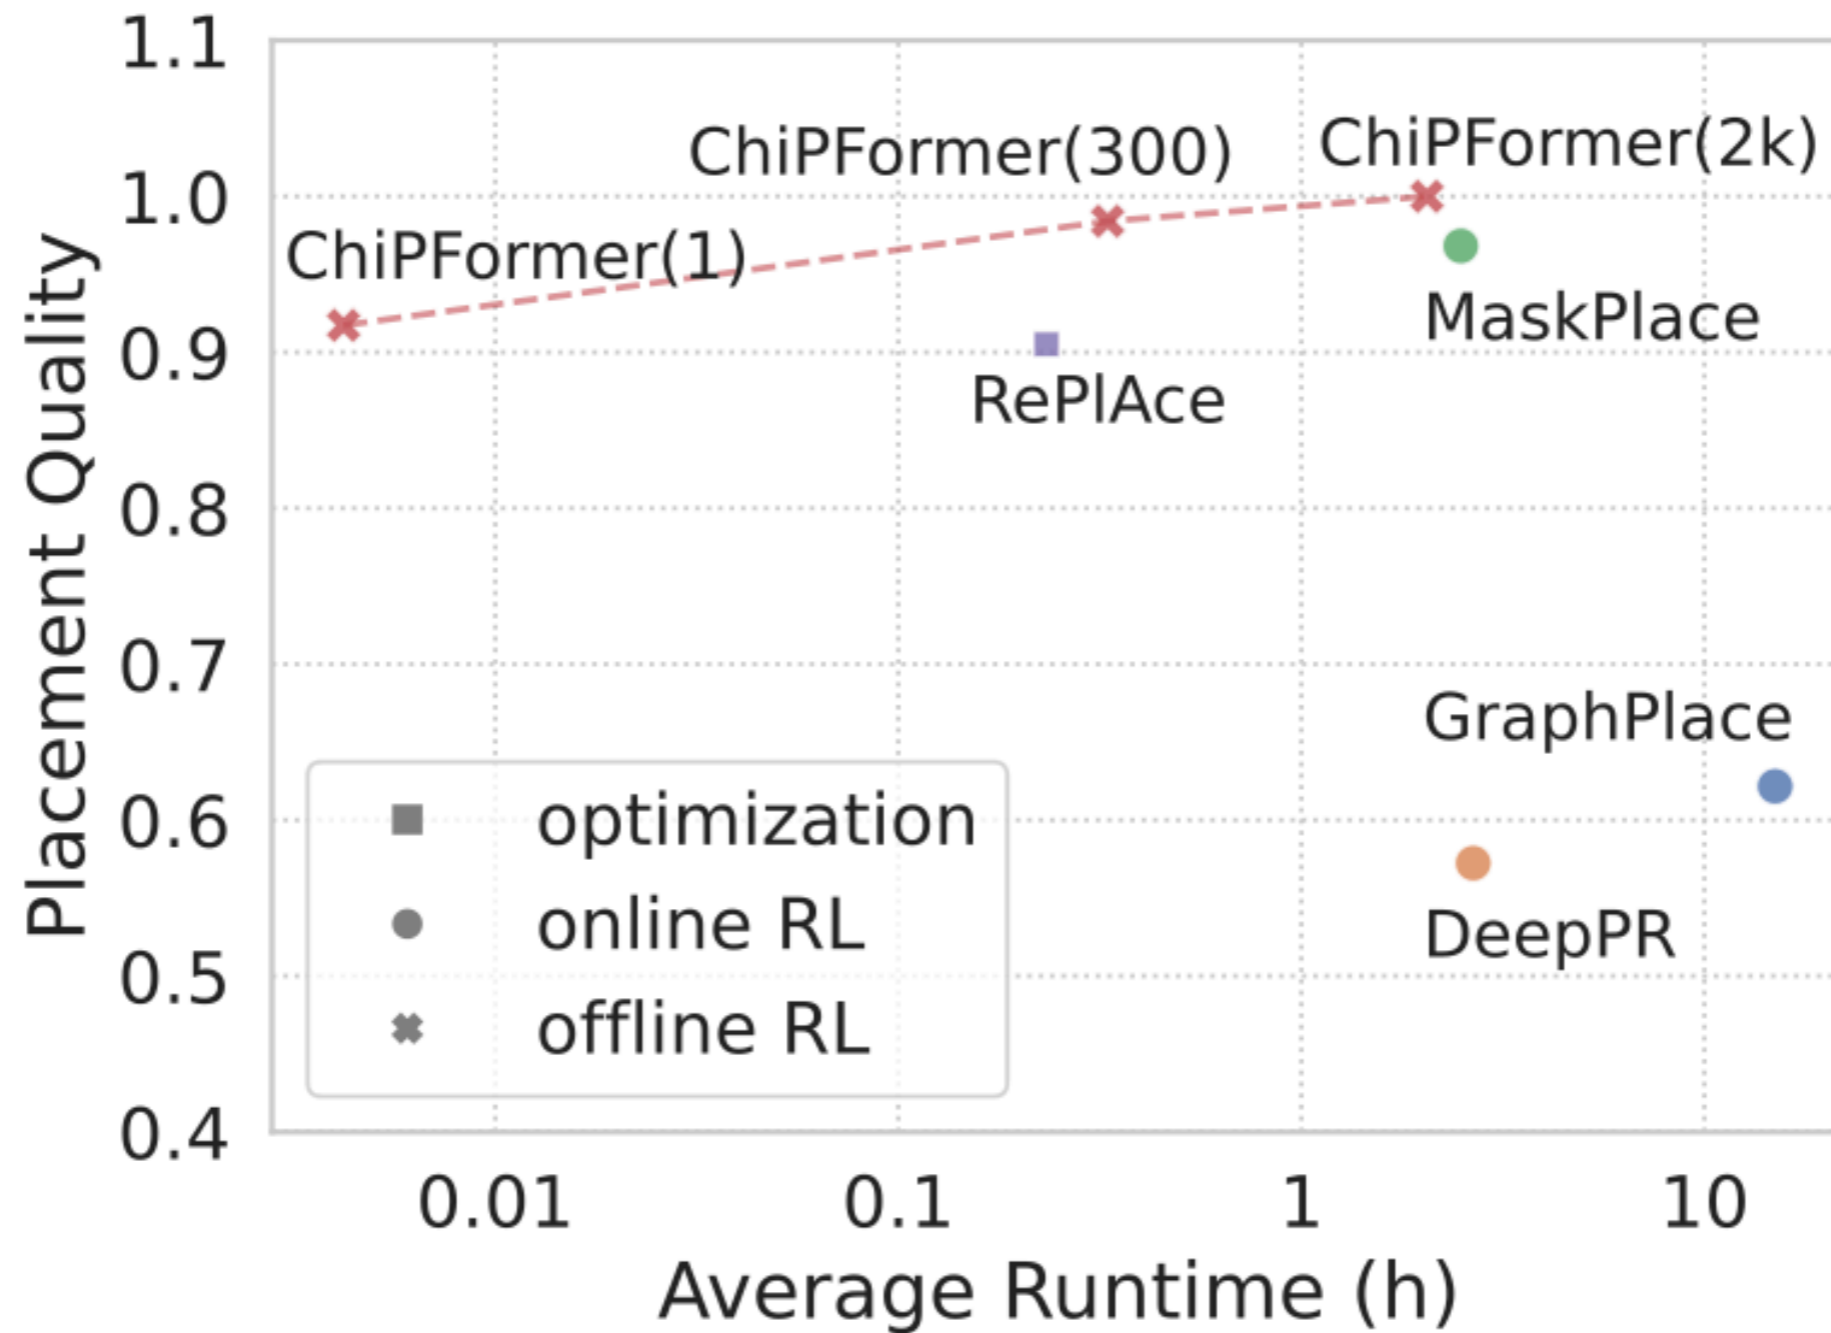 1.1
ChiPFormer(300)
ChiPFormer(2k)
1.0
ChiPFormer(1)
MaskPlace
0.9
RePlAce
0.8
0.7
GraphPlace
0.6
DeepPR
0.5
0.4
optimization
online RL
offline RL
Placement Quality
0.01 0.1 1 10
Average Runtime (h)